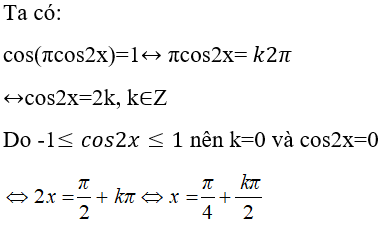 Ta có:
cos(πcos2x)=1↔ πcos2x= k2π
↔cos2x=2k, k∈Z
Do -1≤ cos2x ≤ 1 nên k=0 và cos2x=0
⇔ 2x = π/2 + kπ ⇔ x = π/4 + kπ/2